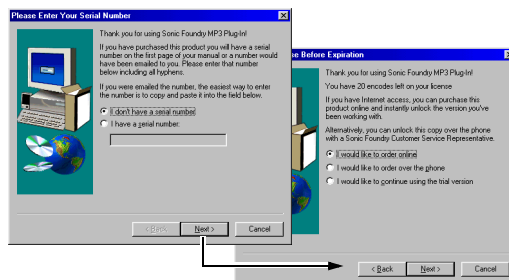 Please Enter Your Serial Number
Thank you for using Sonic Foundry MP3 Plug-In!
If you have purchased this product you will have a serial
number on the first page of your manual or a number would
have been emailed to you. Please enter that number
below including all hyphens.
If you were emailed the number, the easiest way to enter
the number is to copy and paste it into the field below.
I don't have a serial number
I have a serial number:
< Back
Next >
Cancel
se Before Expiration
Thank you for using Sonic Foundry MP3 Plug-In!
You have 20 encodes left on your license
If you have Internet access, you can purchase this
product online and instantly unlock the version you've
been working with.
Alternatively, you can unlock this copy over the phone
with a Sonic Foundry Customer Service Representative.
I would like to order online
I would like to order over the phone
I would like to continue using the trial version
< Back
Next >
Cancel